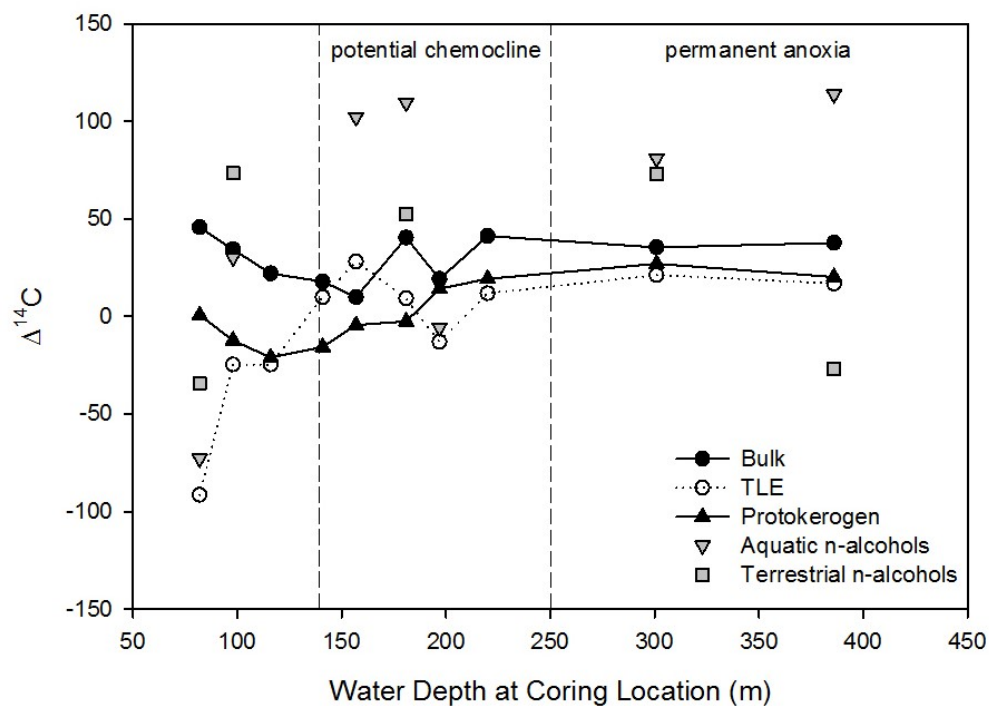 150
100
50
0
-50
-100
-150
Δ14C
potential chemocline
permanent anoxia
Bulk
TLE
Protokerogen
Aquatic n-alcohols
Terrestrial n-alcohols
50 100 150 200 250 300 350 400 450
Water Depth at Coring Location (m)